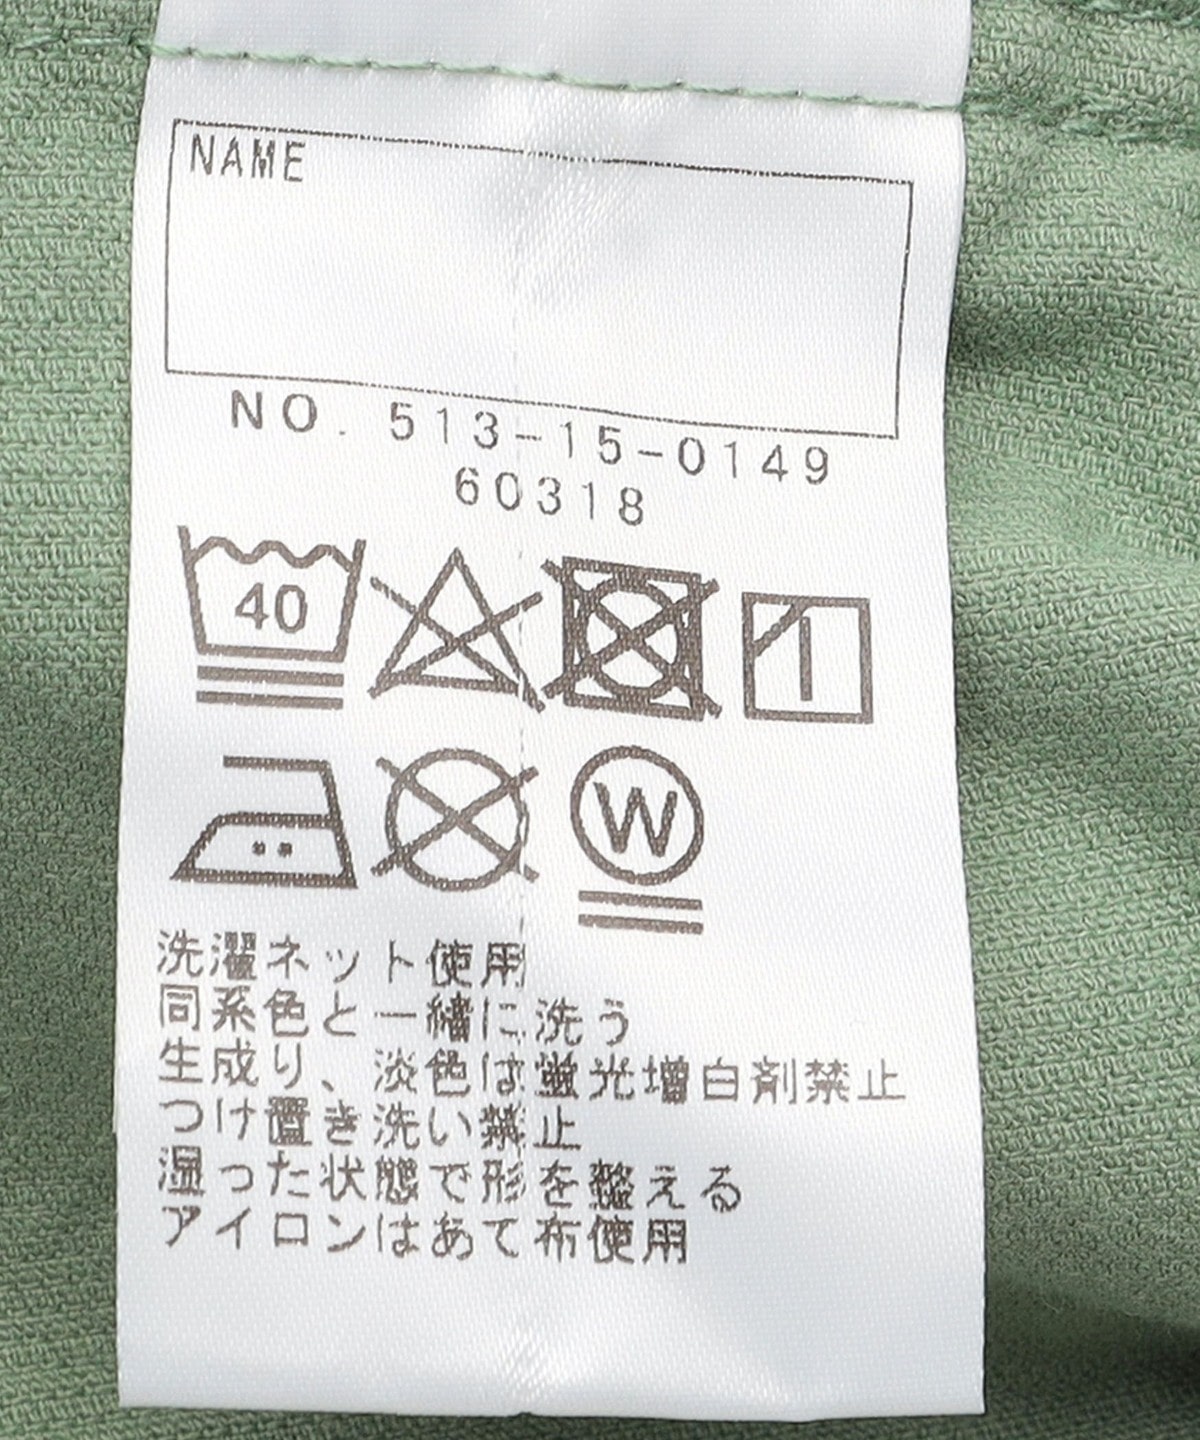 NAME
NO. 513-15-0149
60318
40
W
洗濯ネット使用
同系色と一緒に洗う
生成り、淡色は蛍光増白剤禁止
つけ置き洗い禁止
湿った状態で形を整える
アイロンはあて布使用